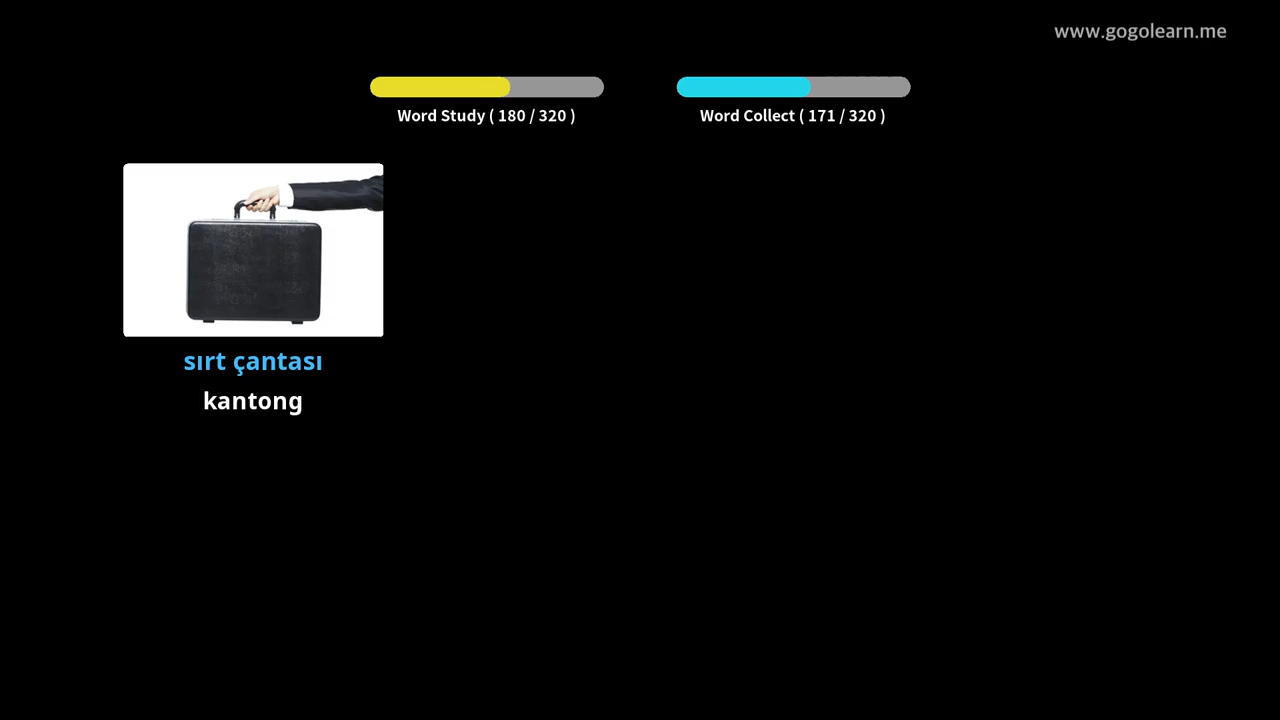 www.gogolearn.me
Word Study ( 180 / 320 )
Word Collect ( 171 / 320 )
sırt çantası
kantong